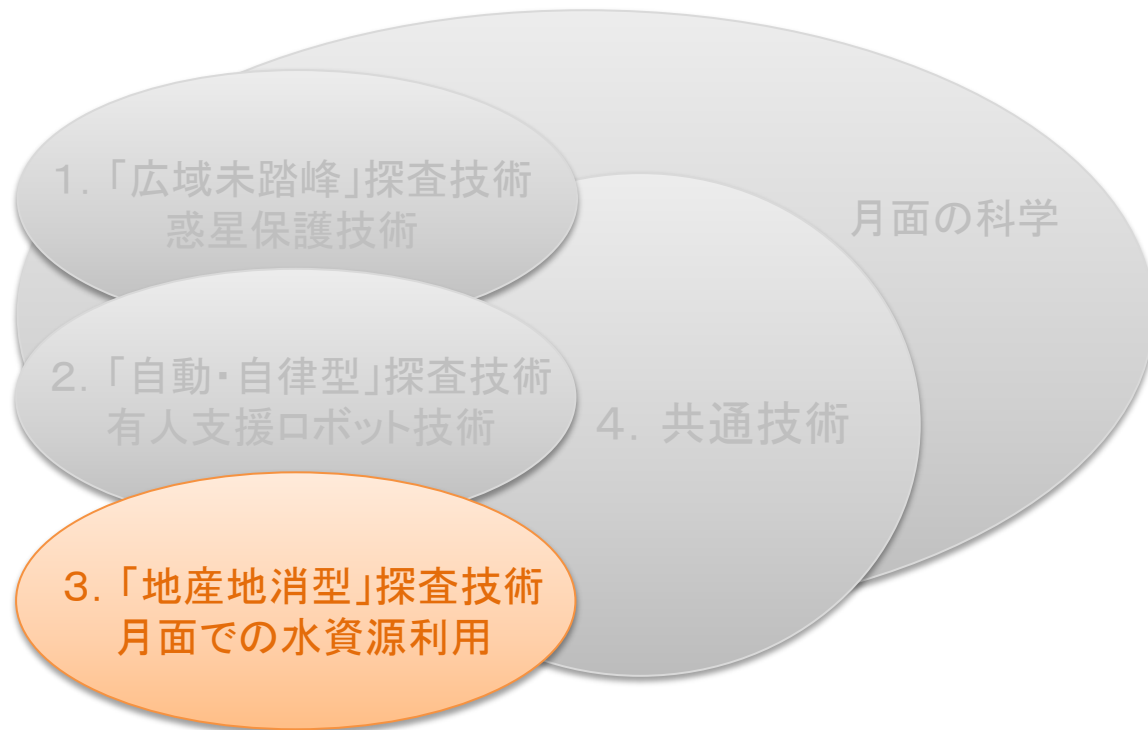 1. 「広域未踏峰」探査技術
惑星保護技術
月面の科学
2. 「自動・自律型」探査技術
有人支援ロボット技術
4. 共通技術
3. 「地産地消型」探査技術
月面での水資源利用